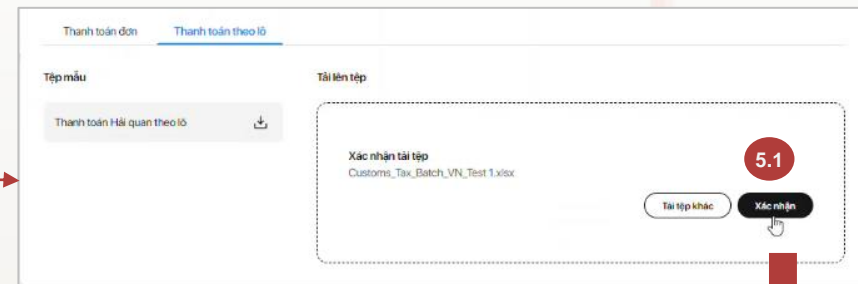 Thanh toán đơn
Thanh toán theo lô
Tệp mẫu
Tải lên tệp
Thanh toán Hải quan theo lô
Xác nhận tải tệp
Customs_Tax_Batch_VN_Test 1.xlsx
5.1
Tải tệp khác
Xác nhận